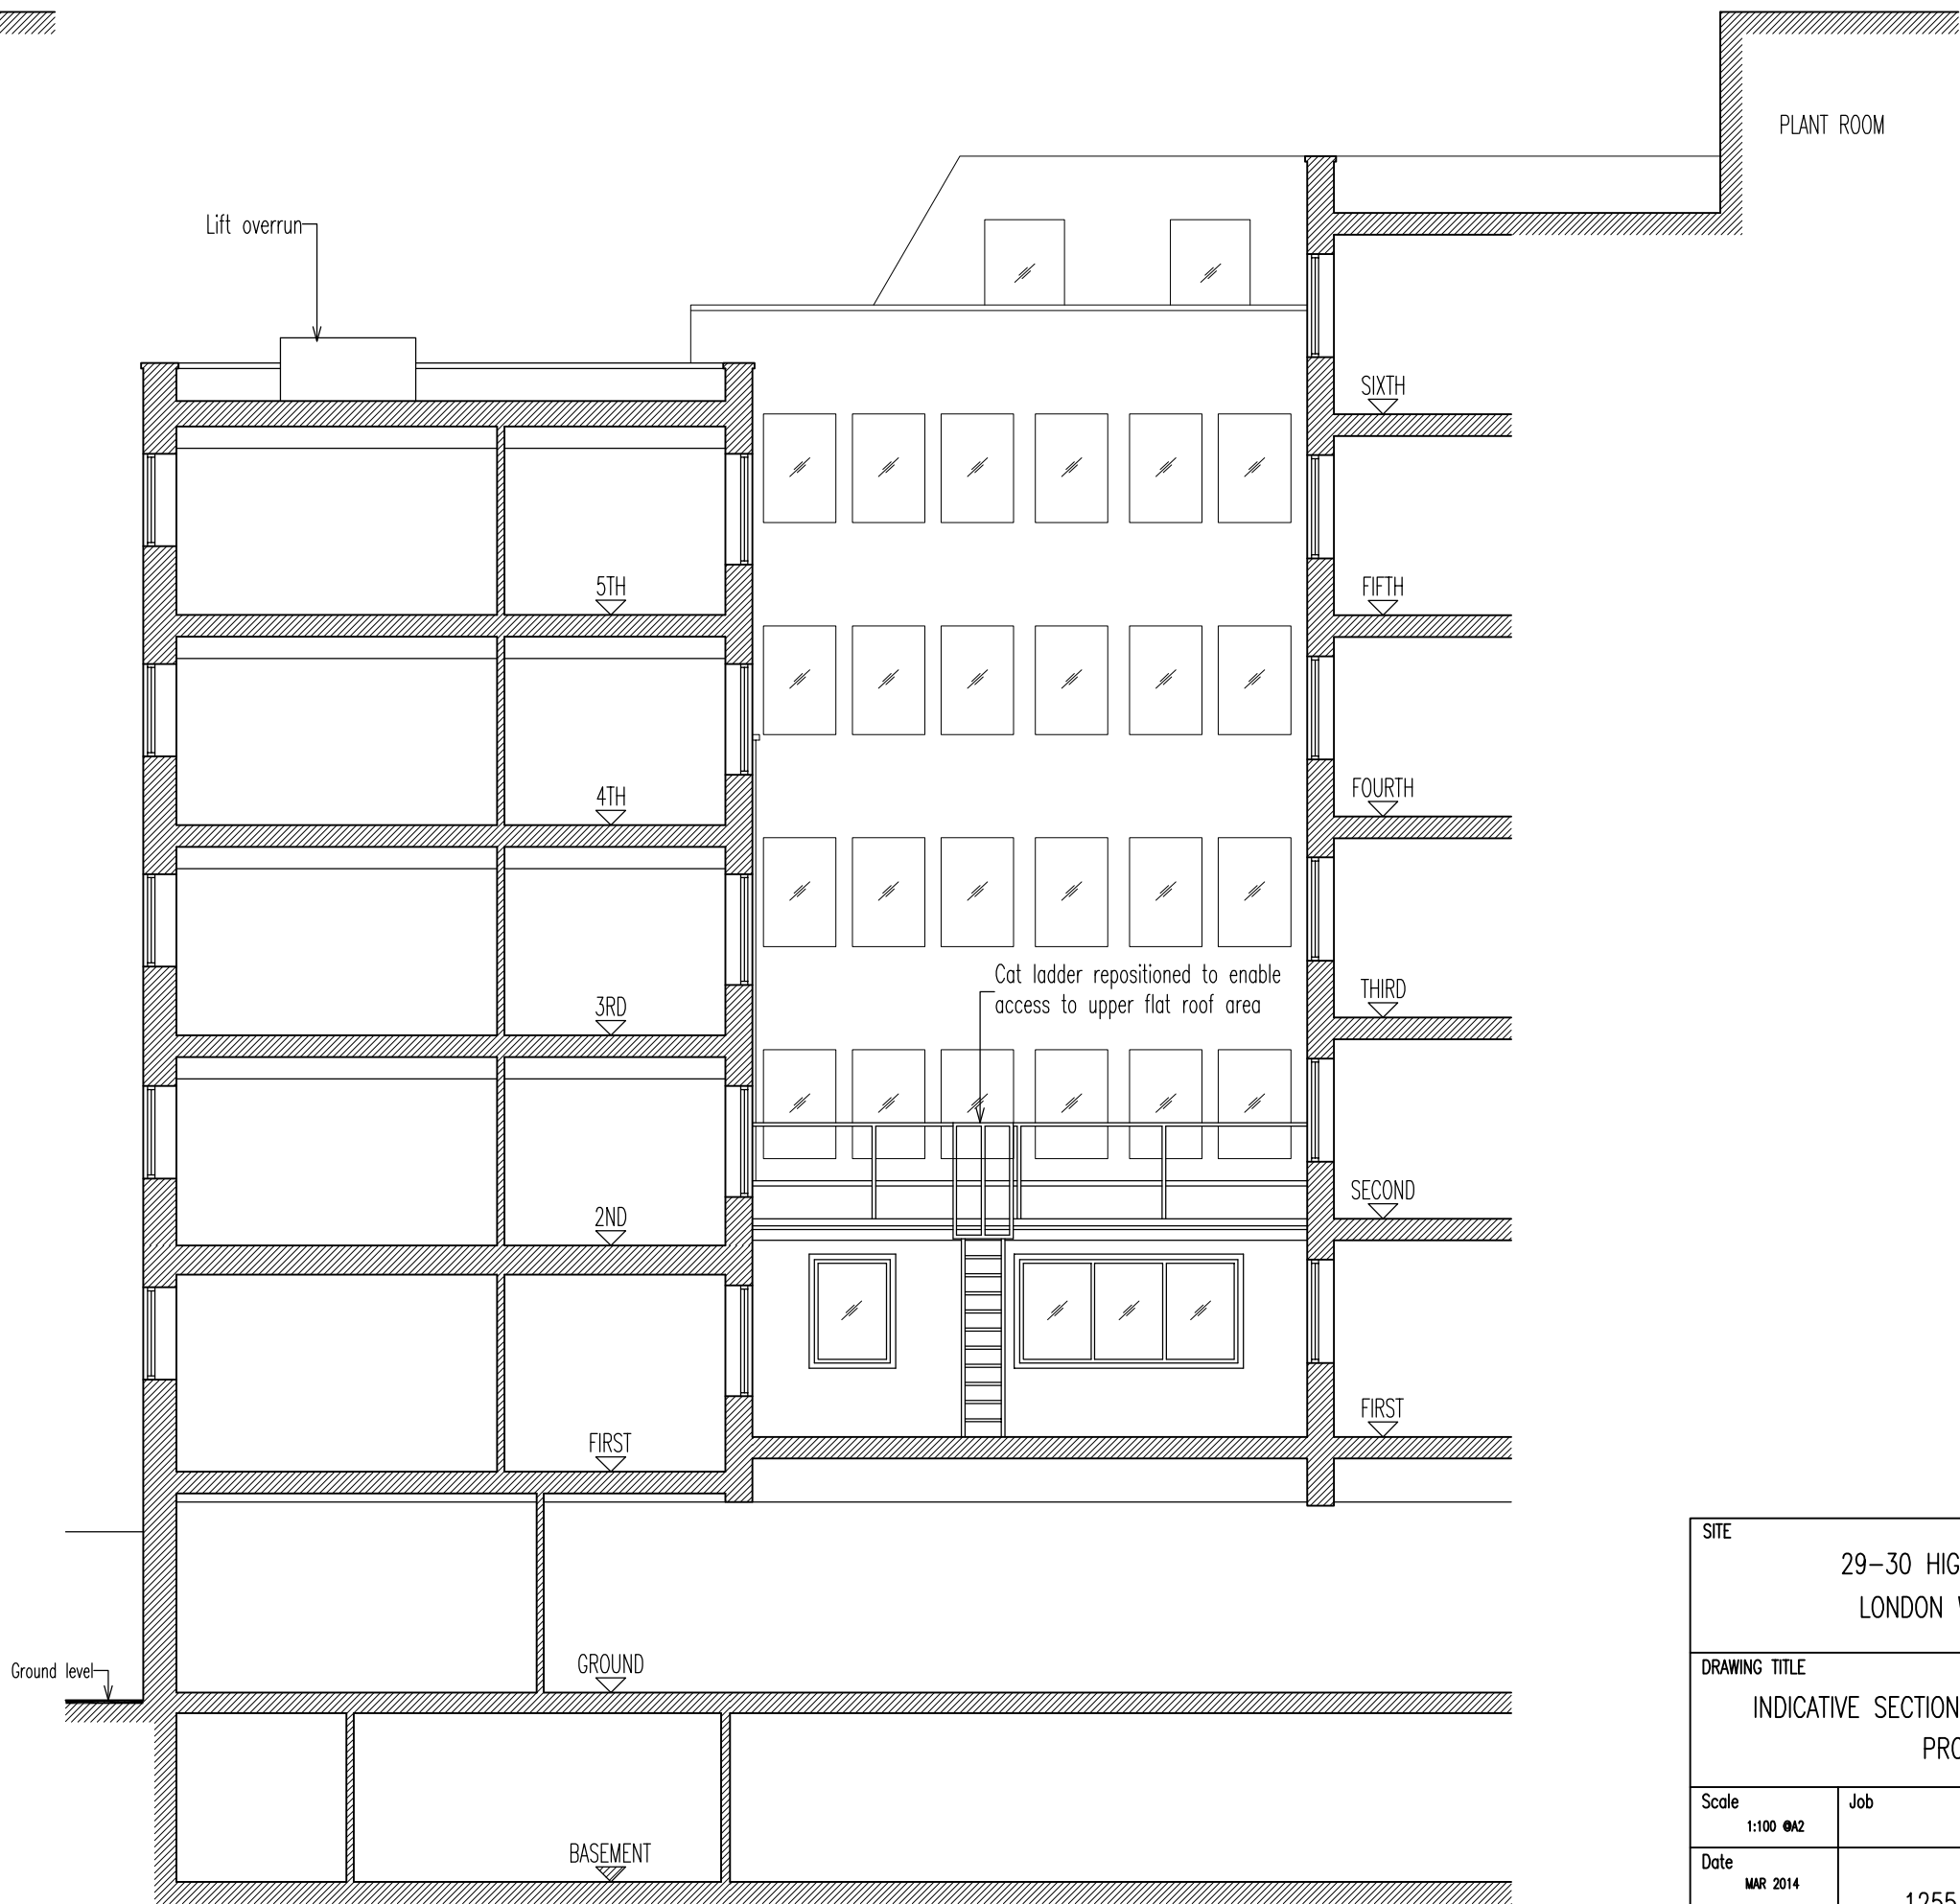 PLANT ROOM
Lift overrun
SIXTH
5TH
FIFTH
4TH
FOURTH
Cat ladder repositioned to enable
access to upper flat roof area
3RD
THIRD
2ND
SECOND
FIRST
FIRST
GROUND
Ground level
BASEMENT
SITE
29-30 HIG
LONDON
DRAWING TITLE
INDICATIVE SECTION
PRO
Scale
1:100 @A2
Job
Date
MAR 2014
1255